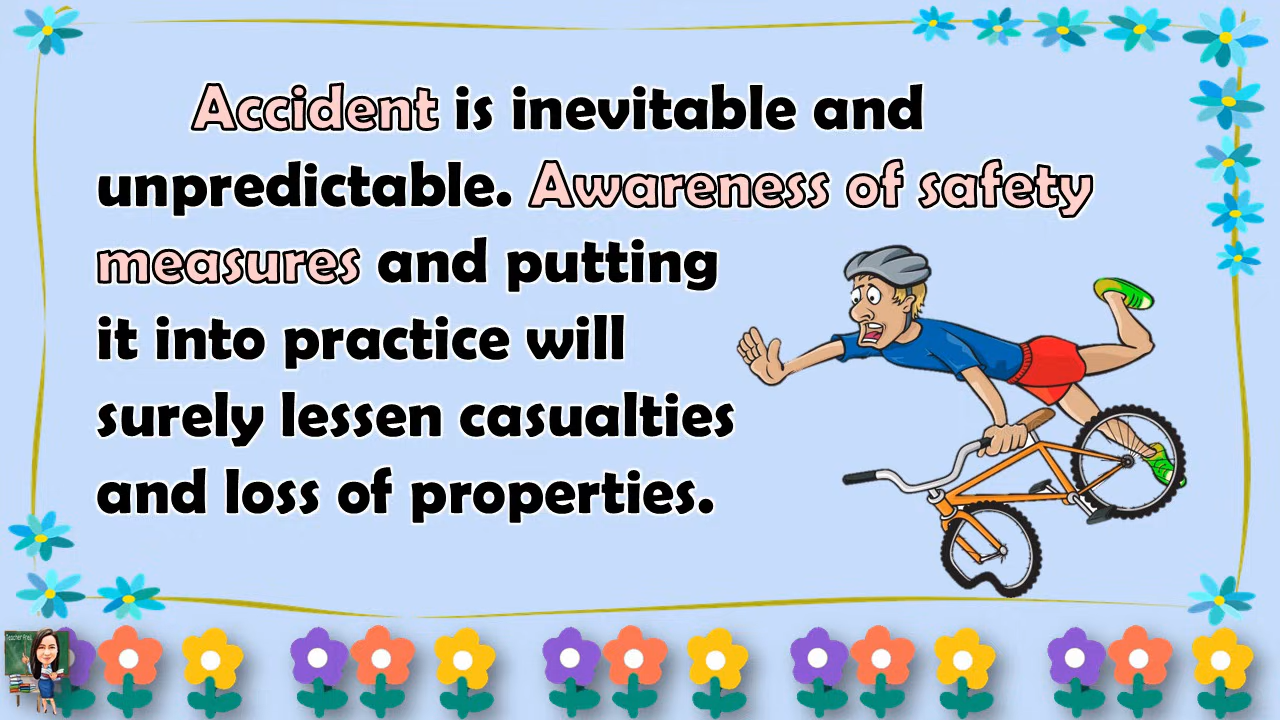 Accident is inevitable and
unpredictable. Awareness of safety
measures and putting
it into practice will
surely lessen casualties
and loss of properties.